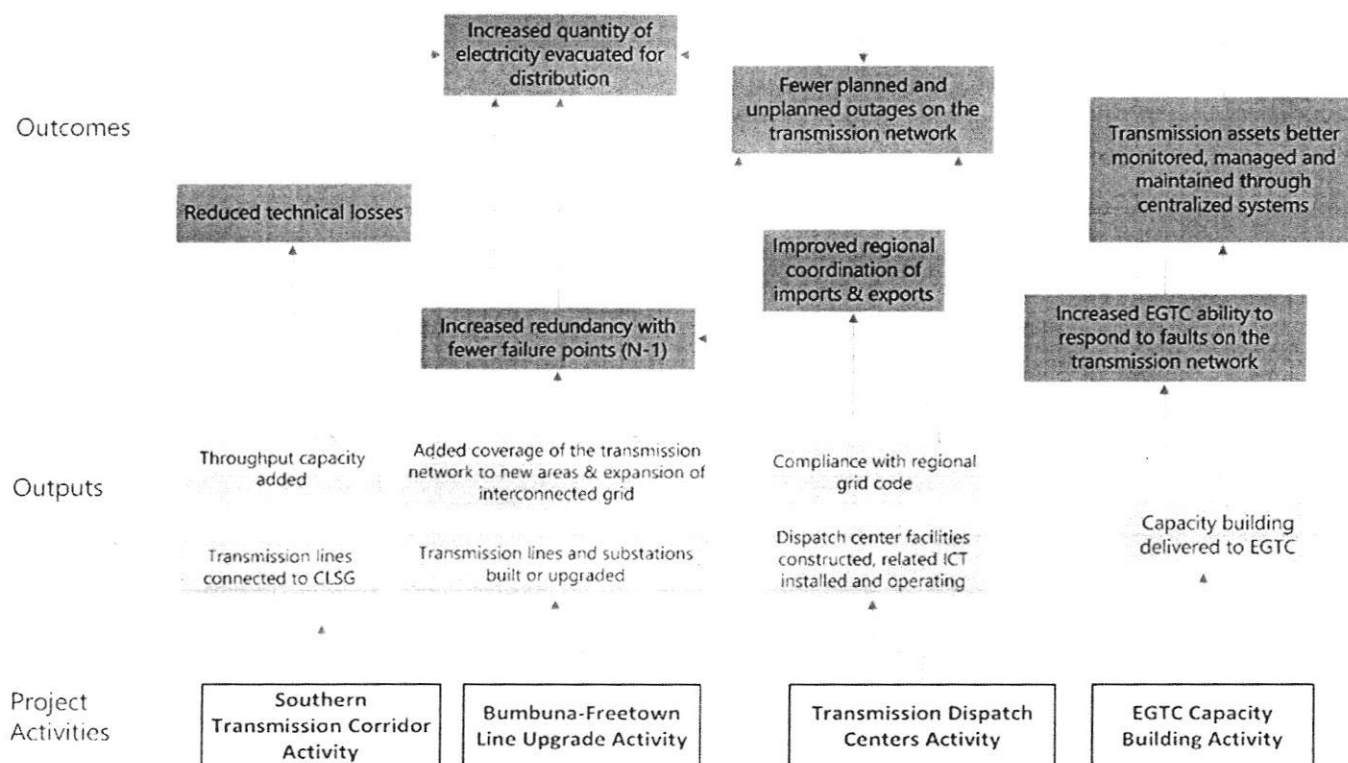 Increased quantity of
electricity evacuated for
distribution
Fewer planned and
unplanned outages on the
transmission network
Outcomes
Transmission assets better
monitored, managed and
maintained through
centralized systems
Reduced technical losses
Improved regional
coordination of
imports & exports
Increased redundancy with
fewer failure points (N-1)
Increased EGTC ability to
respond to faults on the
transmission network
Outputs
Throughput capacity
added
Added coverage of the transmission
network to new areas & expansion of
interconnected grid
Compliance with regional
grid code
Transmission lines
connected to CLSG
Transmission lines and substations
built or upgraded
Dispatch center facilities
constructed, related ICT
installed and operating
Capacity building
delivered to EGTC
Project
Activities
Southern
Transmission Corridor
Activity
Bumbuna-Freetown
Line Upgrade Activity
Transmission Dispatch
Centers Activity
EGTC Capacity
Building Activity